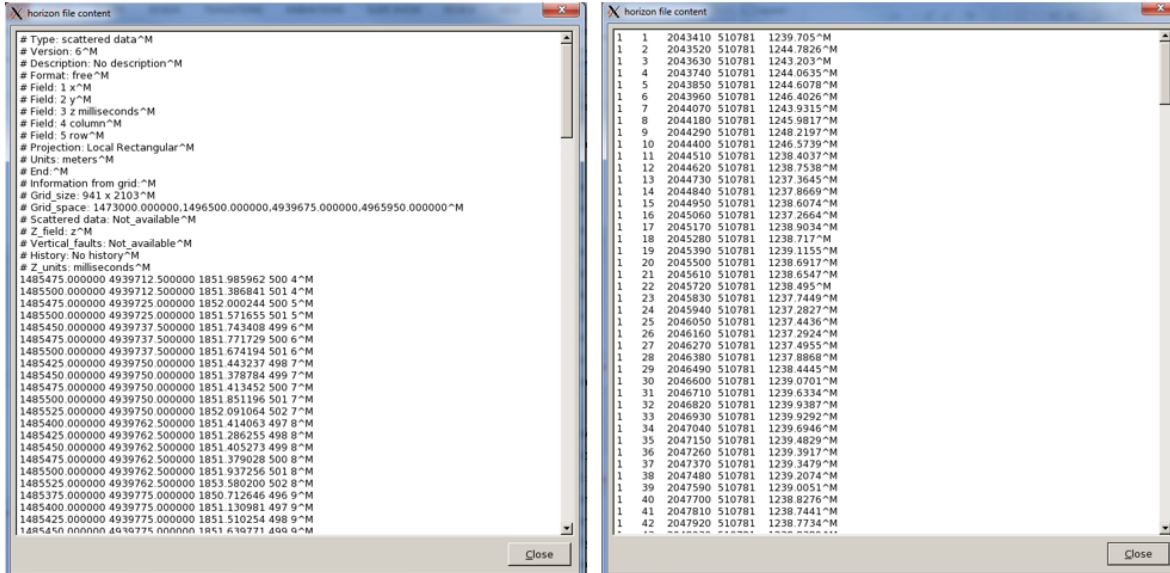 horizon file content
# Type: scattered data^M
# Version: 6^M
# Description: No description^M
# Format: free^M
# Field: 1 x^M
# Field: 2 y^M
# Field: 3 z milliseconds^M
# Field: 4 column^M
# Field: 5 row^M
# Projection: Local Rectangular^M
# Units: meters^M
# End:^M
# Information from grid:^M
# Grid_size: 941 x 2103^M
# Grid_space: 1473000.000000,1496500.000000,4939675.000000,4965950.000000^M
# Scattered data: Not_available^M
# Z_field: z^M
# Vertical_faults: Not_available^M
# History: No history^M
# Z_units: milliseconds^M
1485475.000000 4939712.500000 1851.985962 500 4^M
1485500.000000 4939712.500000 1851.386841 501 4^M
1485475.000000 4939725.000000 1852.000244 500 5^M
1485500.000000 4939725.000000 1851.571655 501 5^M
1485450.000000 4939737.500000 1851.743408 499 6^M
1485475.000000 4939737.500000 1851.771729 500 6^M
1485500.000000 4939737.500000 1851.674194 501 6^M
1485425.000000 4939750.000000 1851.443237 498 7^M
1485450.000000 4939750.000000 1851.378784 499 7^M
1485475.000000 4939750.000000 1851.413452 500 7^M
1485500.000000 4939750.000000 1851.851196 501 7^M
1485525.000000 4939750.000000 1852.091064 502 7^M
1485400.000000 4939762.500000 1851.414063 497 8^M
1485425.000000 4939762.500000 1851.286255 498 8^M
1485450.000000 4939762.500000 1851.405273 499 8^M
1485475.000000 4939762.500000 1851.379028 500 8^M
1485500.000000 4939762.500000 1851.937256 501 8^M
1485525.000000 4939762.500000 1853.580200 502 8^M
1485375.000000 4939775.000000 1850.712646 496 9^M
1485400.000000 4939775.000000 1851.130981 497 9^M
1485425.000000 4939775.000000 1851.510254 498 9^M
1485450.000000 4939775.000000 1851.639771 499 9^M
Close
horizon file content
1 1 2043410 510781 1239.705^M
1 2 2043520 510781 1244.7826^M
1 3 2043630 510781 1243.203^M
1 4 2043740 510781 1244.0635^M
1 5 2043850 510781 1244.6078^M
1 6 2043960 510781 1246.4026^M
1 7 2044070 510781 1243.9315^M
1 8 2044180 510781 1245.9817^M
1 9 2044290 510781 1248.2197^M
1 10 2044400 510781 1246.5739^M
1 11 2044510 510781 1238.4037^M
1 12 2044620 510781 1238.7538^M
1 13 2044730 510781 1237.3645^M
1 14 2044840 510781 1237.8669^M
1 15 2044950 510781 1238.6074^M
1 16 2045060 510781 1237.2664^M
1 17 2045170 510781 1238.9034^M
1 18 2045280 510781 1238.717^M
1 19 2045390 510781 1239.1155^M
1 20 2045500 510781 1238.6917^M
1 21 2045610 510781 1238.6547^M
1 22 2045720 510781 1238.495^M
1 23 2045830 510781 1237.7449^M
1 24 2045940 510781 1237.2827^M
1 25 2046050 510781 1237.4436^M
1 26 2046160 510781 1237.2924^M
1 27 2046270 510781 1237.4955^M
1 28 2046380 510781 1237.8868^M
1 29 2046490 510781 1238.4445^M
1 30 2046600 510781 1239.0701^M
1 31 2046710 510781 1239.6334^M
1 32 2046820 510781 1239.9387^M
1 33 2046930 510781 1239.9292^M
1 34 2047040 510781 1239.6946^M
1 35 2047150 510781 1239.4829^M
1 36 2047260 510781 1239.3917^M
1 37 2047370 510781 1239.3479^M
1 38 2047480 510781 1239.2074^M
1 39 2047590 510781 1239.0051^M
1 40 2047700 510781 1238.8276^M
1 41 2047810 510781 1238.7441^M
1 42 2047920 510781 1238.7734^M
Close